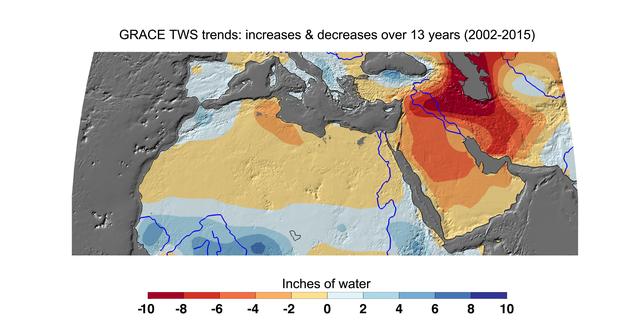 GRACE TWS trends: increases & decreases over 13 years (2002-2015)
Inches of water
-10 -8 -6 -4 -2 0 2 4 6 8 10